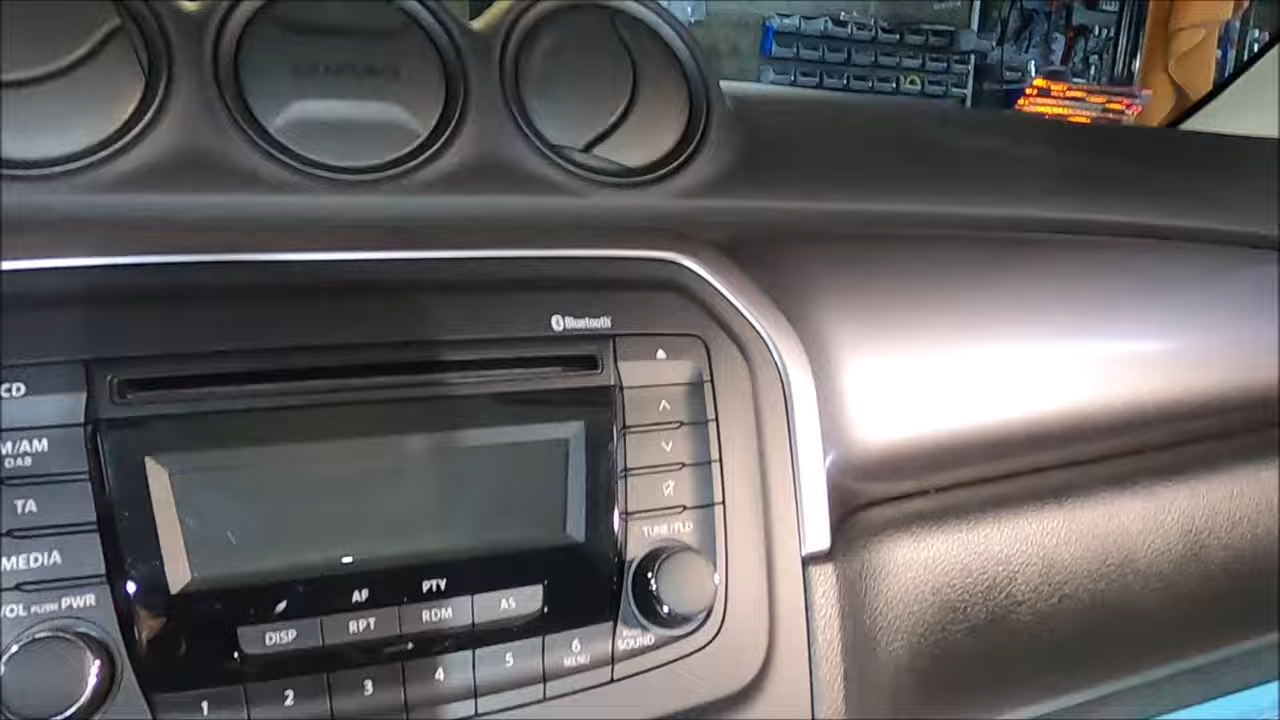 Bluetooth
CD
M/AM
DAB
TA
MEDIA
VOL PUSH PWR
TUNE/FLD
AF
PTY
DISP
RPT
RDM
AS
PUSH
SOUND
1
2
3
4
5
6
MENU